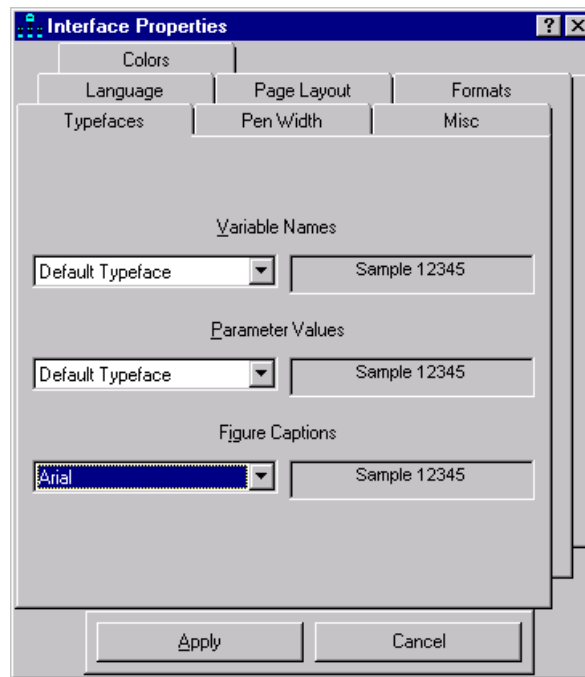 Interface Properties
Colors
Language Page Layout Formats
Typefaces Pen Width Misc
Variable Names
Default Typeface Sample 12345
Parameter Values
Default Typeface Sample 12345
Figure Captions
Arial Sample 12345
Apply Cancel